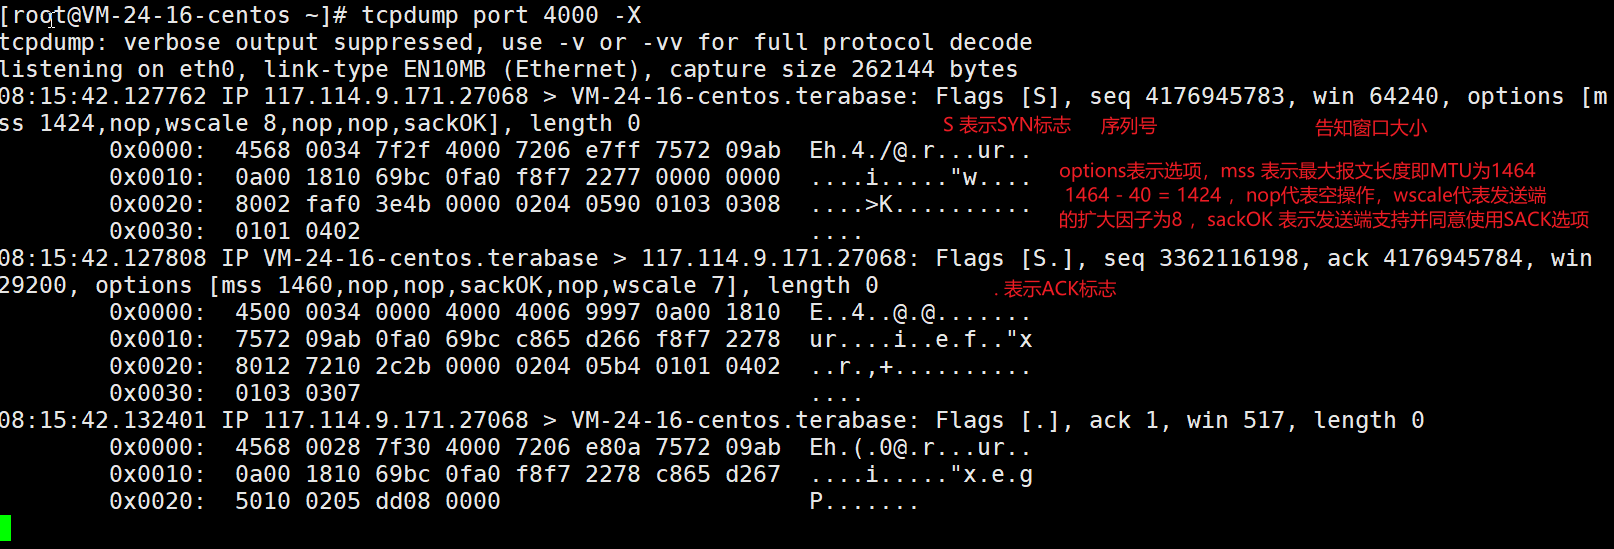 [root@VM-24-16-centos ~]# tcpdump port 4000 -X
tcpdump: verbose output suppressed, use -v or -vv for full protocol decode
listening on eth0, link-type EN10MB (Ethernet), capture size 262144 bytes
08:15:42.127762 IP 117.114.9.171.27068 > VM-24-16-centos.terabase: Flags [S], seq 4176945783, win 64240, options [m
ss 1424,nop,wscale 8,nop,nop,sackOK], length 0
S 表示SYN标志 序列号 告知窗口大小
0x0000: 4568 0034 7f2f 4000 7206 e7ff 7572 09ab Eh.4./@.r...ur..
0x0010: 0a00 1810 69bc 0fa0 f8f7 2277 0000 0000 ....i....."w....
0x0020: 8002 faf0 3e4b 0000 0204 0590 0103 0308 ....>K..........
0x0030: 0101 0402 ....
options表示选项，mss 表示最大报文长度即MTU为1464
1464 - 40 = 1424 ，nop代表空操作，wscale代表发送端
的扩大因子为8 ，sackOK 表示发送端支持并同意使用SACK选项
08:15:42.127808 IP VM-24-16-centos.terabase > 117.114.9.171.27068: Flags [S.], seq 3362116198, ack 4176945784, win
29200, options [mss 1460,nop,nop,sackOK,nop,wscale 7], length 0
. 表示ACK标志
0x0000: 4500 0034 0000 4000 4006 9997 0a00 1810 E..4..@.@.......
0x0010: 7572 09ab 0fa0 69bc c865 d266 f8f7 2278 ur....i..e.f.."x
0x0020: 8012 7210 2c2b 0000 0204 05b4 0101 0402 ..r.,+..........
0x0030: 0103 0307 ....
08:15:42.132401 IP 117.114.9.171.27068 > VM-24-16-centos.terabase: Flags [.], ack 1, win 517, length 0
0x0000: 4568 0028 7f30 4000 7206 e80a 7572 09ab Eh.(.0@.r...ur..
0x0010: 0a00 1810 69bc 0fa0 f8f7 2278 c865 d267 ....i....."x.e.g
0x0020: 5010 0205 dd08 0000 P.......